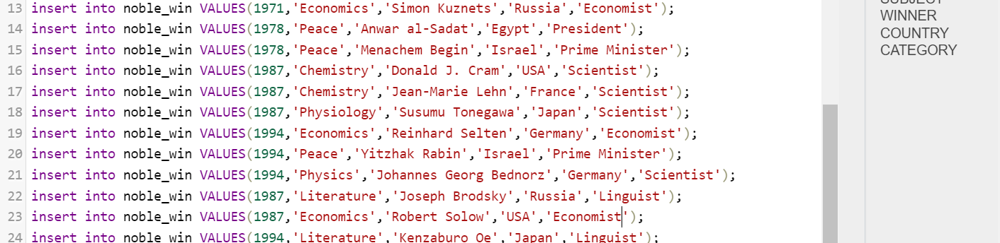 13 insert into noble_win VALUES(1971,'Economics','Simon Kuznets','Russia','Economist');
14 insert into noble_win VALUES(1978,'Peace','Anwar al-Sadat','Egypt','President');
15 insert into noble_win VALUES(1978,'Peace','Menachem Begin','Israel','Prime Minister');
16 insert into noble_win VALUES(1987,'Chemistry','Donald J. Cram','USA','Scientist');
17 insert into noble_win VALUES(1987,'Chemistry','Jean-Marie Lehn','France','Scientist');
18 insert into noble_win VALUES(1987,'Physiology','Susumu Tonegawa','Japan','Scientist');
19 insert into noble_win VALUES(1994,'Economics','Reinhard Selten','Germany','Economist');
20 insert into noble_win VALUES(1994,'Peace','Yitzhak Rabin','Israel','Prime Minister');
21 insert into noble_win VALUES(1994,'Physics','Johannes Georg Bednorz','Germany','Scientist');
22 insert into noble_win VALUES(1987,'Literature','Joseph Brodsky','Russia','Linguist');
23 insert into noble_win VALUES(1987,'Economics','Robert Solow','USA','Economist');
24 insert into noble_win VALUES(1994,'Literature','Kenzaburo Oe','Japan','Linguist');
SUBJECT
WINNER
COUNTRY
CATEGORY